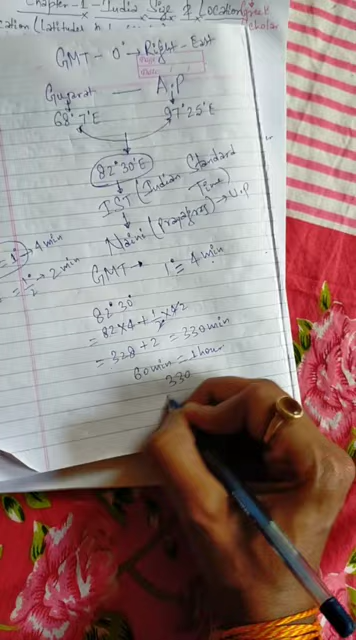 Chapter-1-India Size & Location
cation (Latitudes
GMT - 0° → Right - East
Gujarat — A.P
68°7'E 97°25'E
82°30'E
IST (Indian Standard
Time)
Naini (Prayagraj) → U.P
1° → 4 min
GMT → 1° = 4 min
= 1°/2 → 2 min
82°30'
= 82 x 4 + 1/2 x 4 2
= 328 + 2 = 330 min
60 min = 1 hour
330